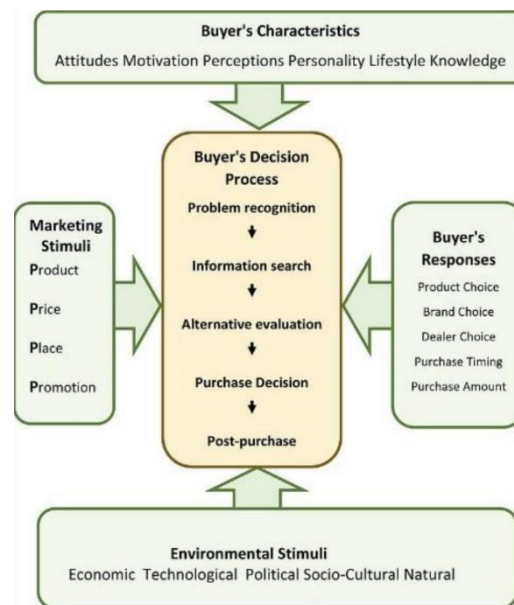 Buyer's Characteristics
Attitudes Motivation Perceptions Personality Lifestyle Knowledge
Buyer's Decision
Process
Problem recognition
Information search
Alternative evaluation
Purchase Decision
Post-purchase
Marketing
Stimuli
Product
Price
Place
Promotion
Buyer's
Responses
Product Choice
Brand Choice
Dealer Choice
Purchase Timing
Purchase Amount
Environmental Stimuli
Economic Technological Political Socio-Cultural Natural